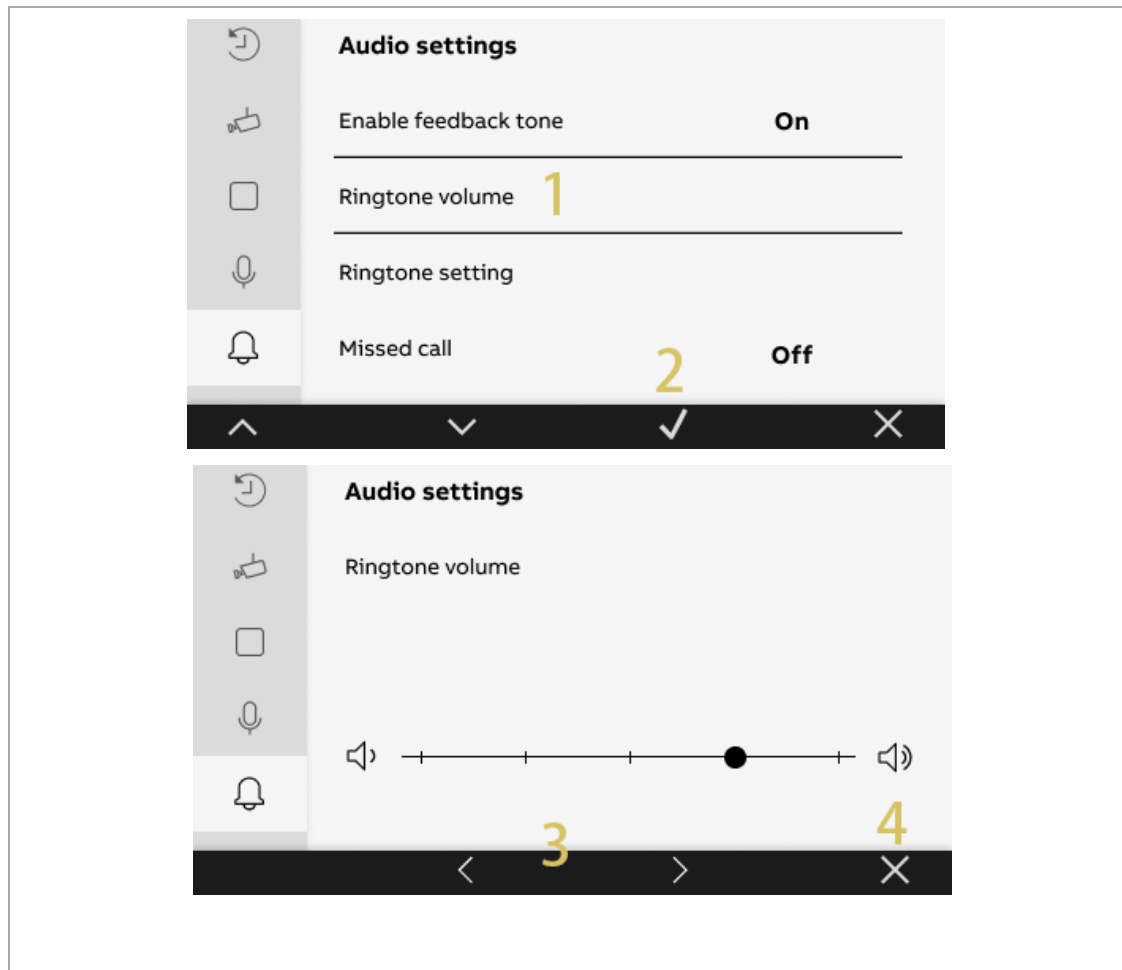 Audio settings
Enable feedback tone On
Ringtone volume 1
Ringtone setting
Missed call 2 Off
Audio settings
Ringtone volume
3 4